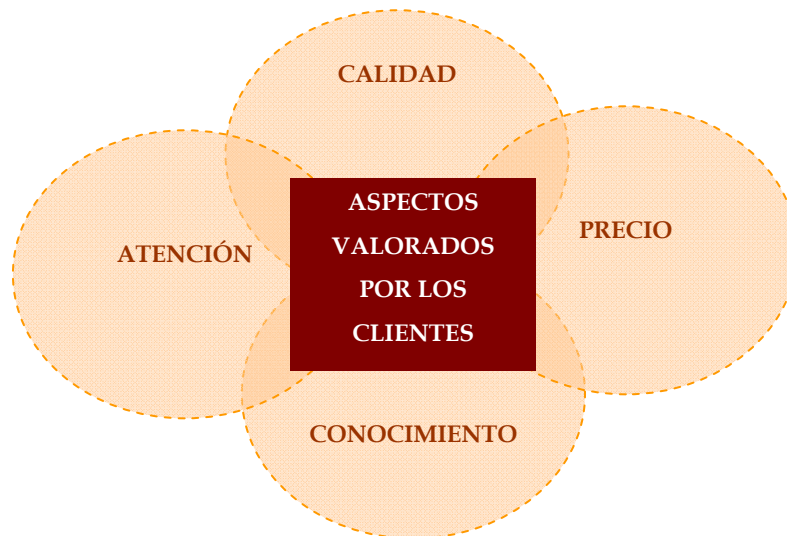 CALIDAD
ASPECTOS
VALORADOS
POR LOS
CLIENTES
PRECIO
ATENCIÓN
CONOCIMIENTO